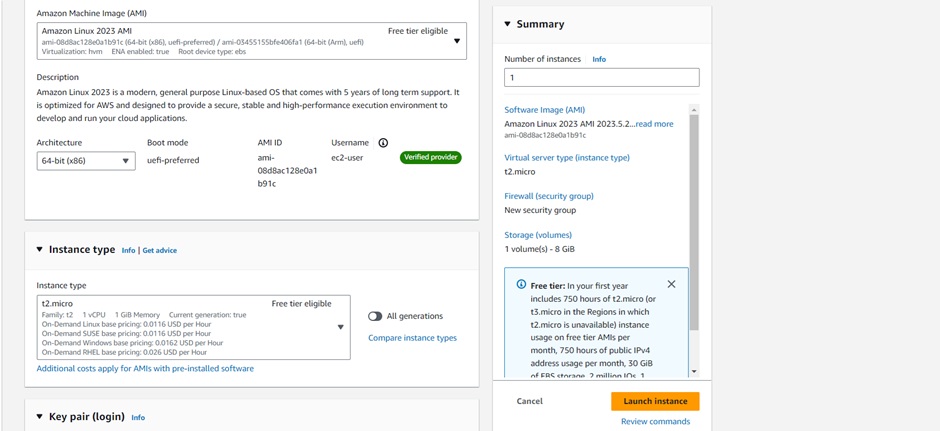 Amazon Machine Image (AMI)
Amazon Linux 2023 AMI
Free tier eligible
ami-08d8ac128e0a1b91c (64-bit (x86), uefi-preferred) / ami-03455155bfe406fa1 (64-bit (Arm), uefi)
Virtualization: hvm ENA enabled: true Root device type: ebs
Description
Amazon Linux 2023 is a modern, general purpose Linux-based OS that comes with 5 years of long term support. It
is optimized for AWS and designed to provide a secure, stable and high-performance execution environment to
develop and run your cloud applications.
Architecture
Boot mode
AMI ID
Username
64-bit (x86)
uefi-preferred
ami-
08d8ac128e0a1
b91c
ec2-user
Verified provider
Instance type Info | Get advice
Instance type
t2.micro
Free tier eligible
Family: t2 1 vCPU 1 GiB Memory Current generation: true
On-Demand Linux base pricing: 0.0116 USD per Hour
On-Demand SUSE base pricing: 0.0116 USD per Hour
On-Demand Windows base pricing: 0.0162 USD per Hour
On-Demand RHEL base pricing: 0.026 USD per Hour
All generations
Compare instance types
Additional costs apply for AMIs with pre-installed software
Key pair (login) Info
Summary
Number of instances Info
1
Software Image (AMI)
Amazon Linux 2023 AMI 2023.5.2...read more
ami-08d8ac128e0a1b91c
Virtual server type (instance type)
t2.micro
Firewall (security group)
New security group
Storage (volumes)
1 volume(s) - 8 GiB
Free tier: In your first year
includes 750 hours of t2.micro (or
t3.micro in the Regions in which
t2.micro is unavailable) instance
usage on free tier AMIs per
month, 750 hours of public IPv4
address usage per month, 30 GiB
of EBS storage, 2 million IOs, 1
Cancel
Launch instance
Review commands